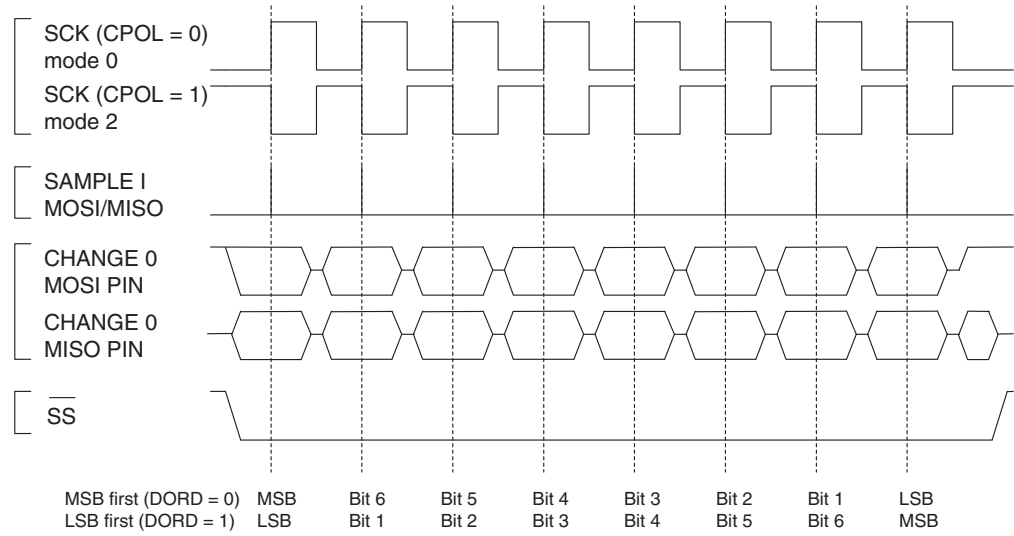 SCK (CPOL = 0)
mode 0
SCK (CPOL = 1)
mode 2
SAMPLE I
MOSI/MISO
CHANGE 0
MOSI PIN
CHANGE 0
MISO PIN
SS
MSB first (DORD = 0) MSB Bit 6 Bit 5 Bit 4 Bit 3 Bit 2 Bit 1 LSB
LSB first (DORD = 1) LSB Bit 1 Bit 2 Bit 3 Bit 4 Bit 5 Bit 6 MSB